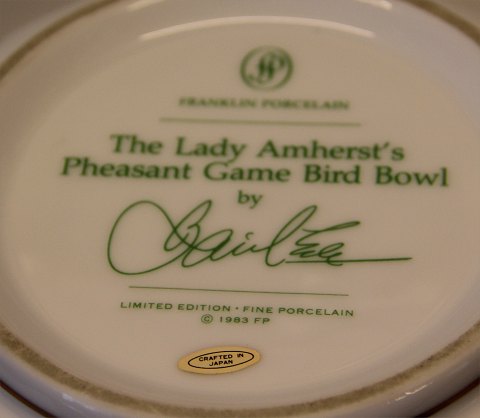 FP
FRANKLIN PORCELAIN
The Lady Amherst's
Pheasant Game Bird Bowl
by
LIMITED EDITION · FINE PORCELAIN
© 1983 FP
CRAFTED IN
JAPAN